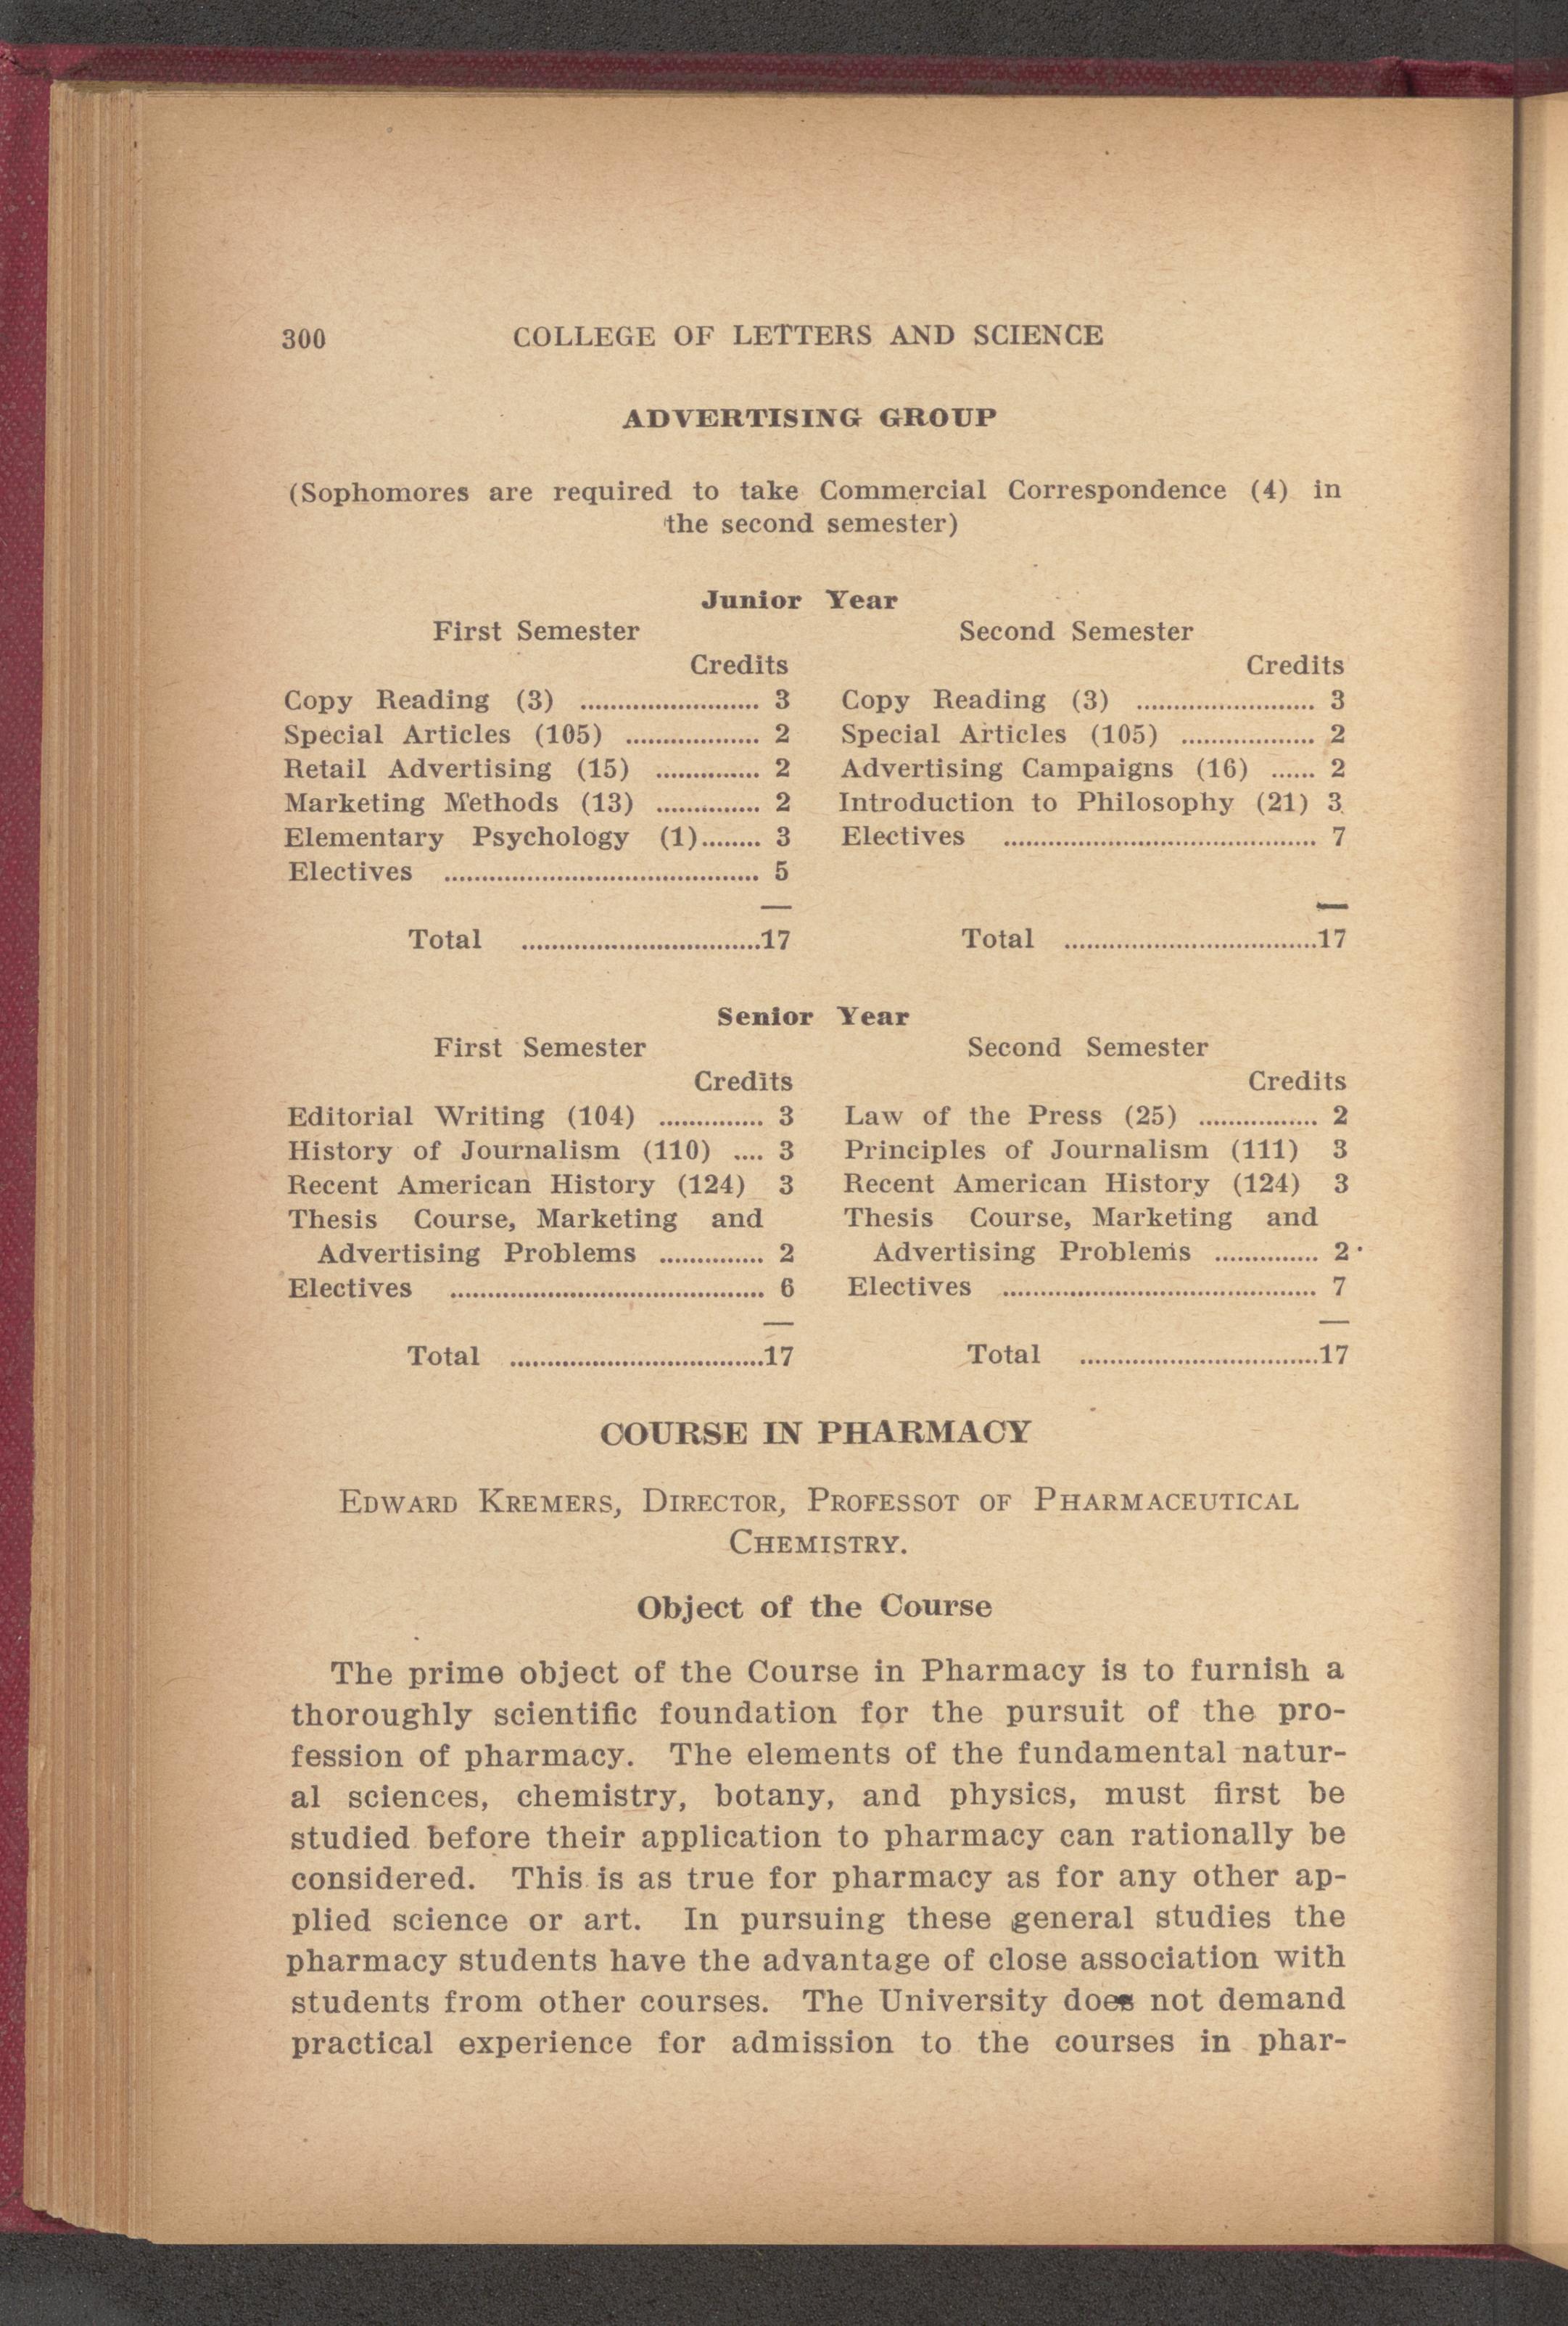 300 COLLEGE OF LETTERS AND SCIENCE
ADVERTISING GROUP
(Sophomores are required to take Commercial Correspondence (4) in
the second semester)
Junior Year
First Semester
Credits
Copy Reading (3) ........................ 3
Special Articles (105) .................. 2
Retail Advertising (15) .............. 2
Marketing Methods (13) .............. 2
Elementary Psychology (1)........ 3
Electives .......................................... 5
Total ................................17
Second Semester
Credits
Copy Reading (3) ........................ 3
Special Articles (105) .................. 2
Advertising Campaigns (16) ...... 2
Introduction to Philosophy (21) 3
Electives .......................................... 7
Total ..................................17
Senior Year
First Semester
Credits
Editorial Writing (104) .............. 3
History of Journalism (110) .... 3
Recent American History (124) 3
Thesis Course, Marketing and
Advertising Problems .............. 2
Electives .......................................... 6
Total ..................................17
Second Semester
Credits
Law of the Press (25) ................ 2
Principles of Journalism (111) 3
Recent American History (124) 3
Thesis Course, Marketing and
Advertising Problems .............. 2
Electives .......................................... 7
Total ................................17
COURSE IN PHARMACY
EDWARD KREMERS, DIRECTOR, PROFESSOT OF PHARMACEUTICAL
CHEMISTRY.
Object of the Course
The prime object of the Course in Pharmacy is to furnish a
thoroughly scientific foundation for the pursuit of the pro-
fession of pharmacy. The elements of the fundamental natur-
al sciences, chemistry, botany, and physics, must first be
studied before their application to pharmacy can rationally be
considered. This is as true for pharmacy as for any other ap-
plied science or art. In pursuing these general studies the
pharmacy students have the advantage of close association with
students from other courses. The University does not demand
practical experience for admission to the courses in phar-